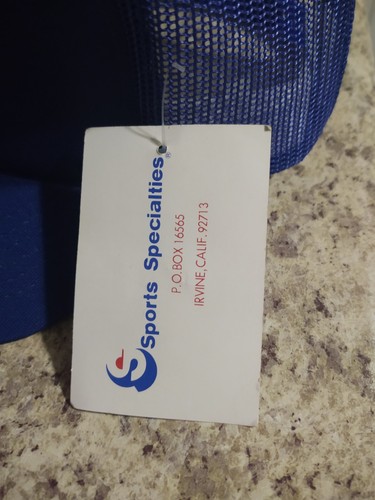 Sports Specialties®
P.O.BOX 16565
IRVINE, CALIF. 92713